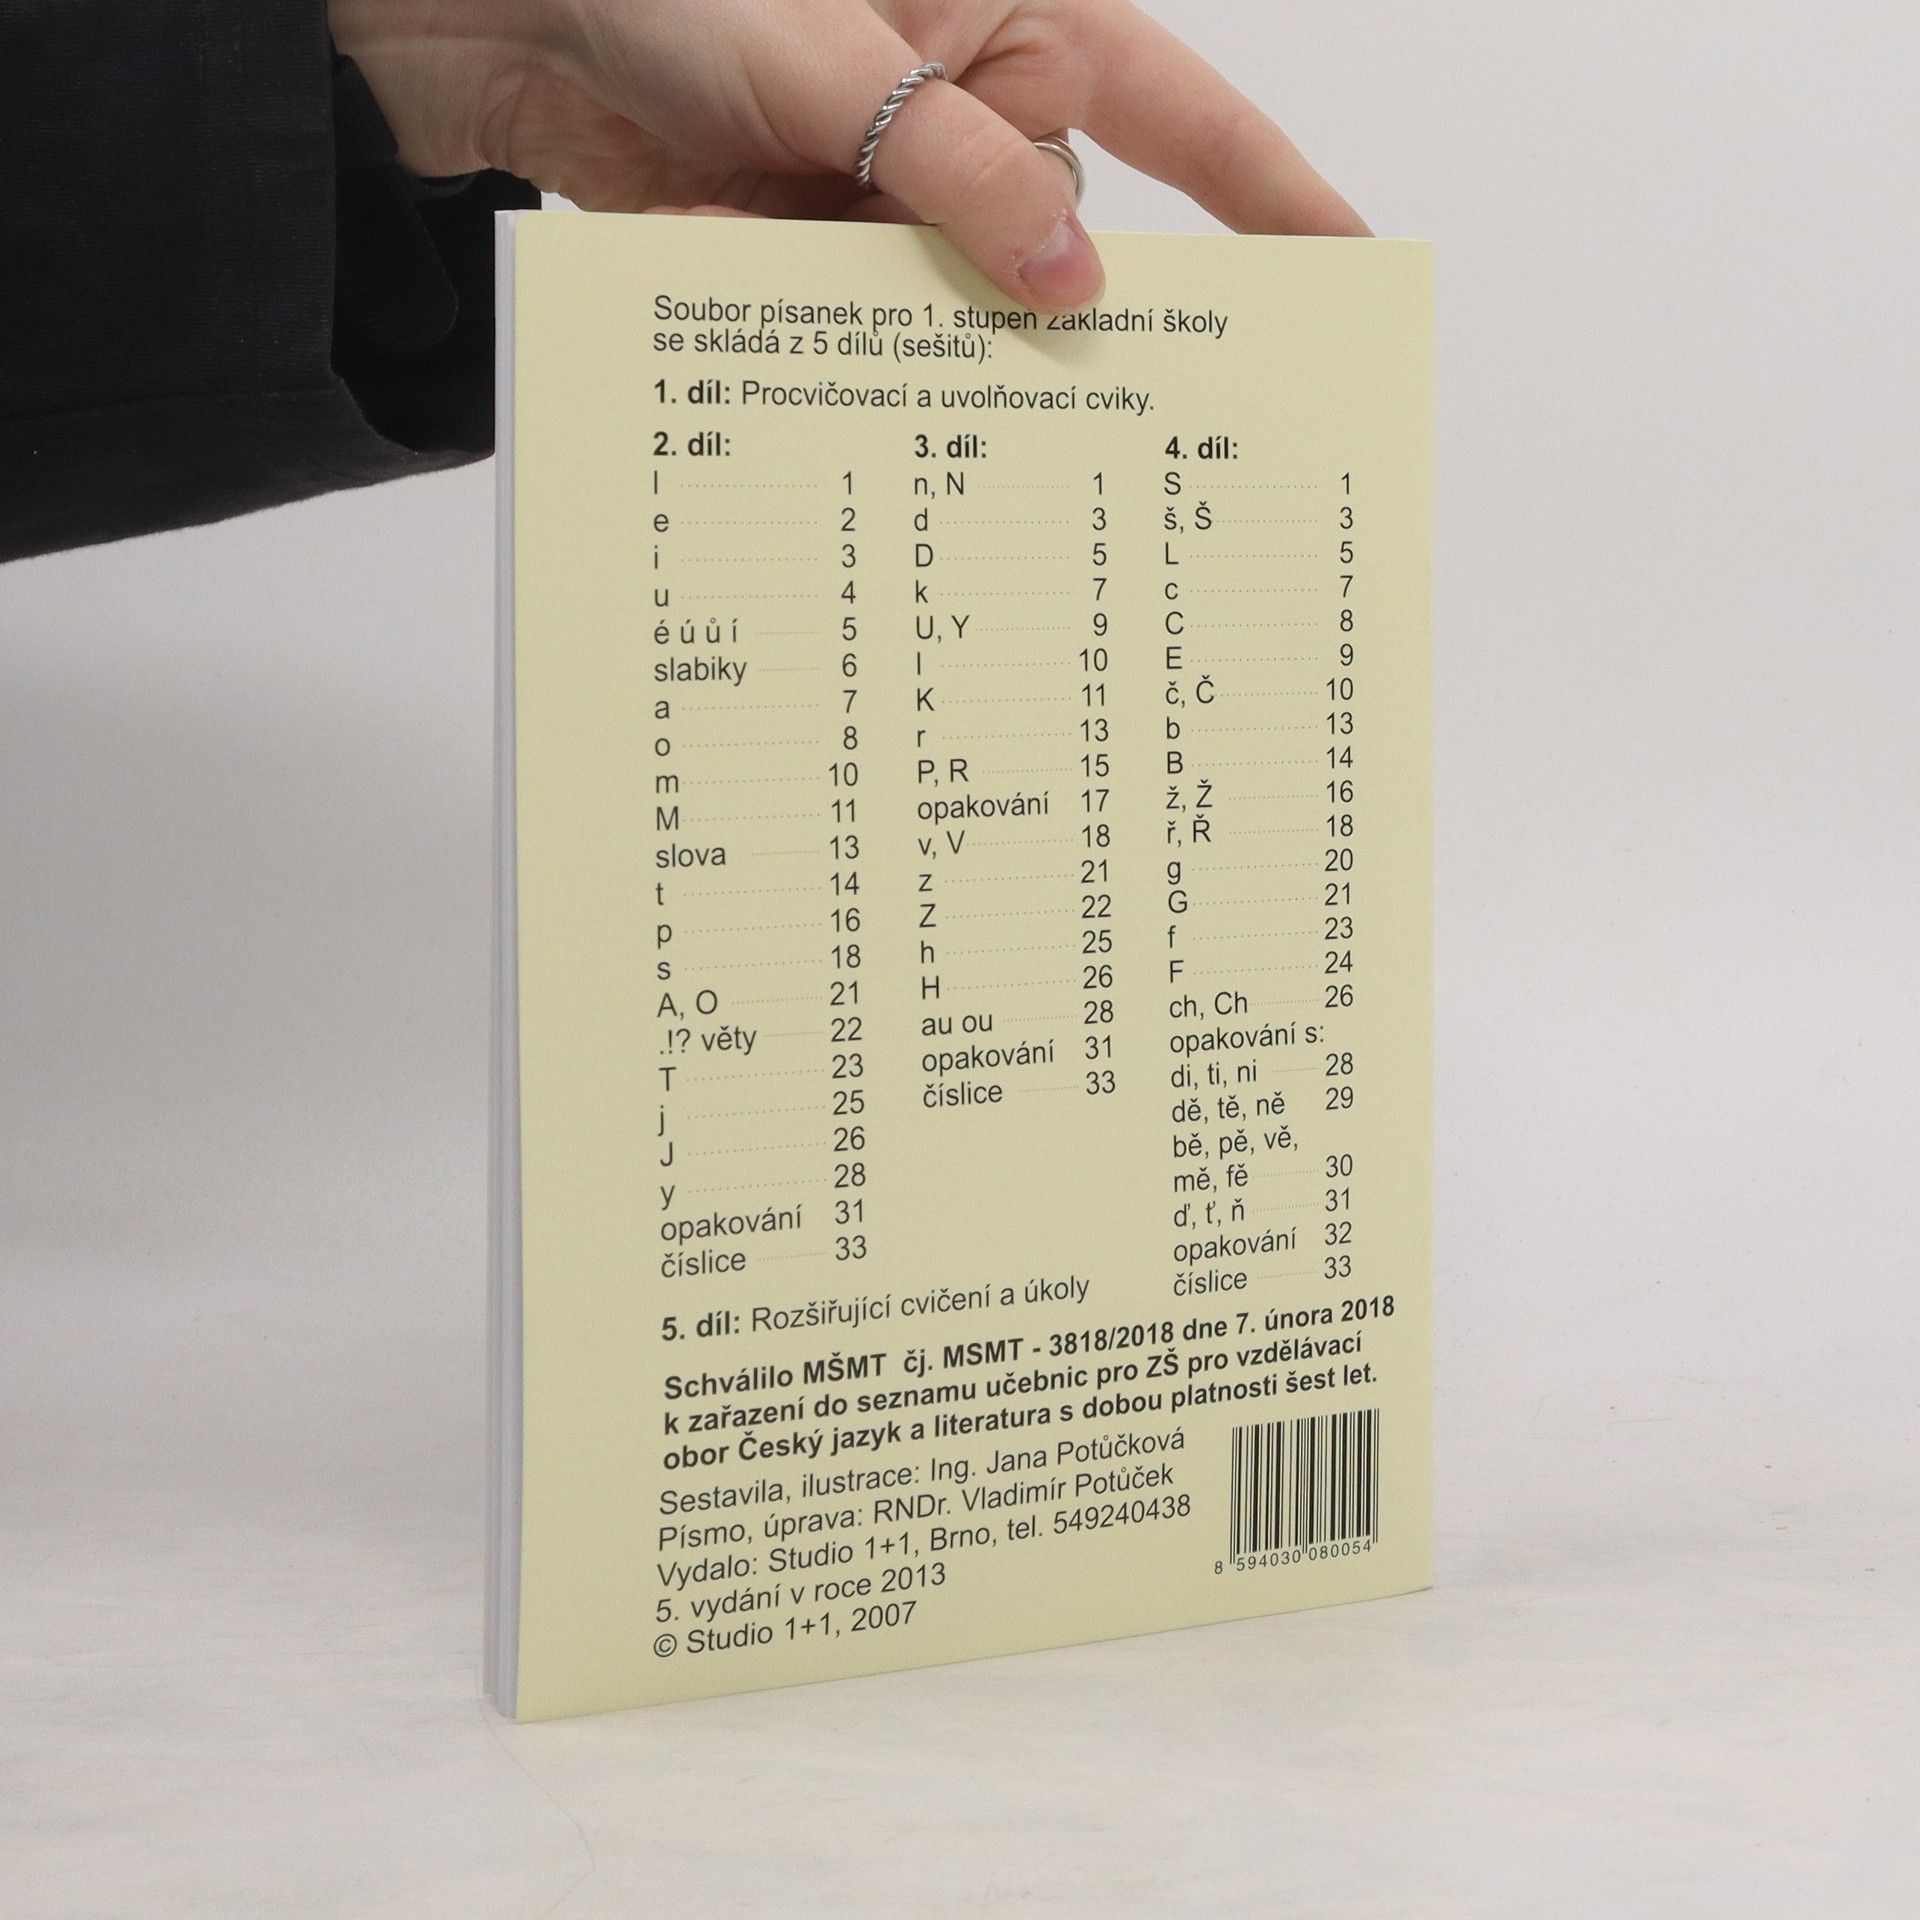 Soubor písanek pro 1. stupeň základní školy
se skládá z 5 dílů (sešitů):
1. díl: Procvičovací a uvolňovací cviky.
2. díl:
l 1
e 2
i 3
u 4
é ú ů í 5
slabiky 6
a 7
o 8
m 10
M 11
slova 13
t 14
p 16
s 18
A, O 21
.!? věty 22
T 23
j 25
J 26
y 28
opakování 31
číslice 33
3. díl:
n, N 1
d 3
D 5
k 7
U, Y 9
I 10
K 11
r 13
P, R 15
opakování 17
v, V 18
z 21
Z 22
h 25
H 26
au ou 28
opakování 31
číslice 33
4. díl:
S 1
š, Š 3
L 5
c 7
C 8
E 9
č, Č 10
b 13
B 14
ž, Ž 16
ř, Ř 18
g 20
G 21
f 23
F 24
ch, Ch 26
opakování s:
di, ti, ni 28
dě, tě, ně 29
bě, pě, vě,
mě, fě 30
ď, ť, ň 31
opakování 32
číslice 33
5. díl: Rozšiřující cvičení a úkoly
Schválilo MŠMT čj. MSMT - 3818/2018 dne 7. února 2018
k zařazení do seznamu učebnic pro ZŠ pro vzdělávací
obor Český jazyk a literatura s dobou platnosti šest let.
Sestavila, ilustrace: Ing. Jana Potůčková
Písmo, úprava: RNDr. Vladimír Potůček
Vydalo: Studio 1+1, Brno, tel. 549240438
5. vydání v roce 2013
© Studio 1+1, 2007
8 594030 080054